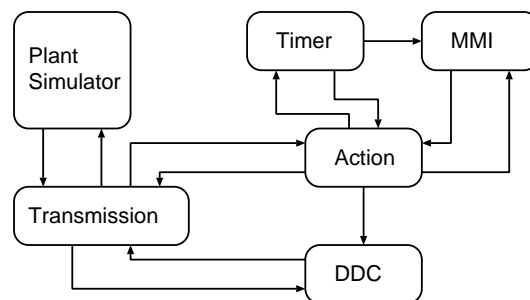 Timer
MMI
Plant
Simulator
Action
Transmission
DDC